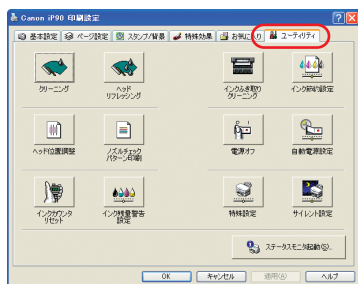 Canon iP90 印刷設定
基本設定 ページ設定 スタンプ/背景 特殊効果 お気に入り ユーティリティ
クリーニング
ヘッド
リフレッシング
インクふき取り
クリーニング
インク節約設定
ヘッド位置調整
ノズルチェック
パターン印刷
電源オフ
自動電源設定
インクカウンタ
リセット
インク残量警告
設定
特殊設定
サイレント設定
ステータスモニタ起動(S)...
OK キャンセル 適用(A) ヘルプ